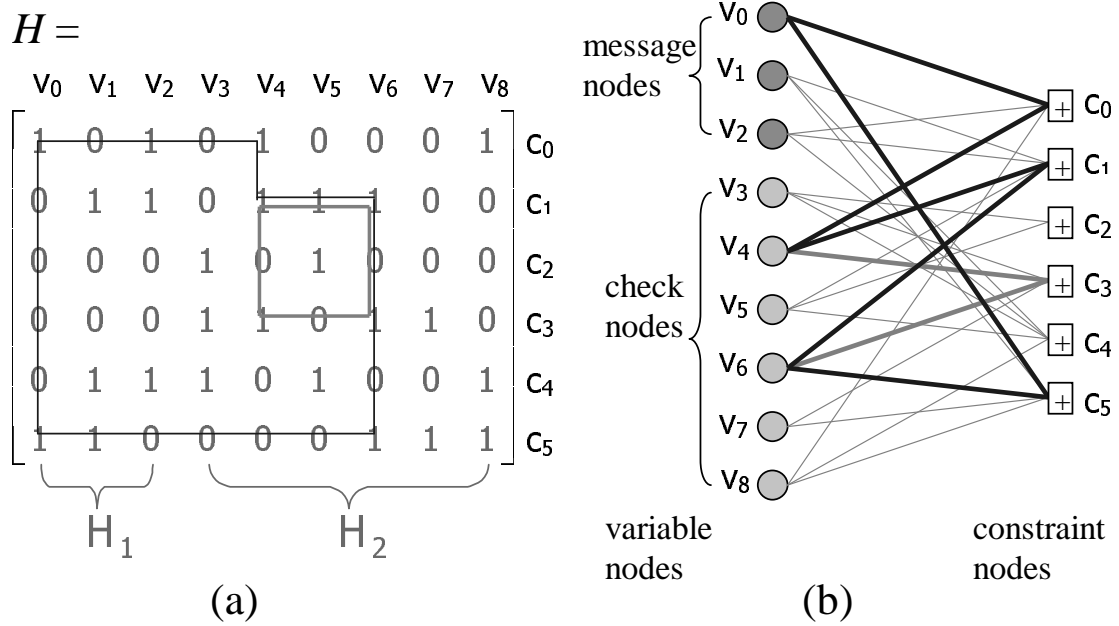 H =
V0 V1 V2 V3 V4 V5 V6 V7 V8
1 0 1 0 1 0 0 0 1 C0
0 1 1 0 1 1 1 0 0 C1
0 0 0 1 0 1 0 0 0 C2
0 0 0 1 1 0 1 1 0 C3
0 1 1 1 0 1 0 0 1 C4
1 1 0 0 0 0 1 1 1 C5
H1 H2
(a)
message
nodes
check
nodes
V0
V1
V2
V3
V4
V5
V6
V7
V8
+ C0
+ C1
+ C2
+ C3
+ C4
+ C5
variable
nodes
constraint
nodes
(b)